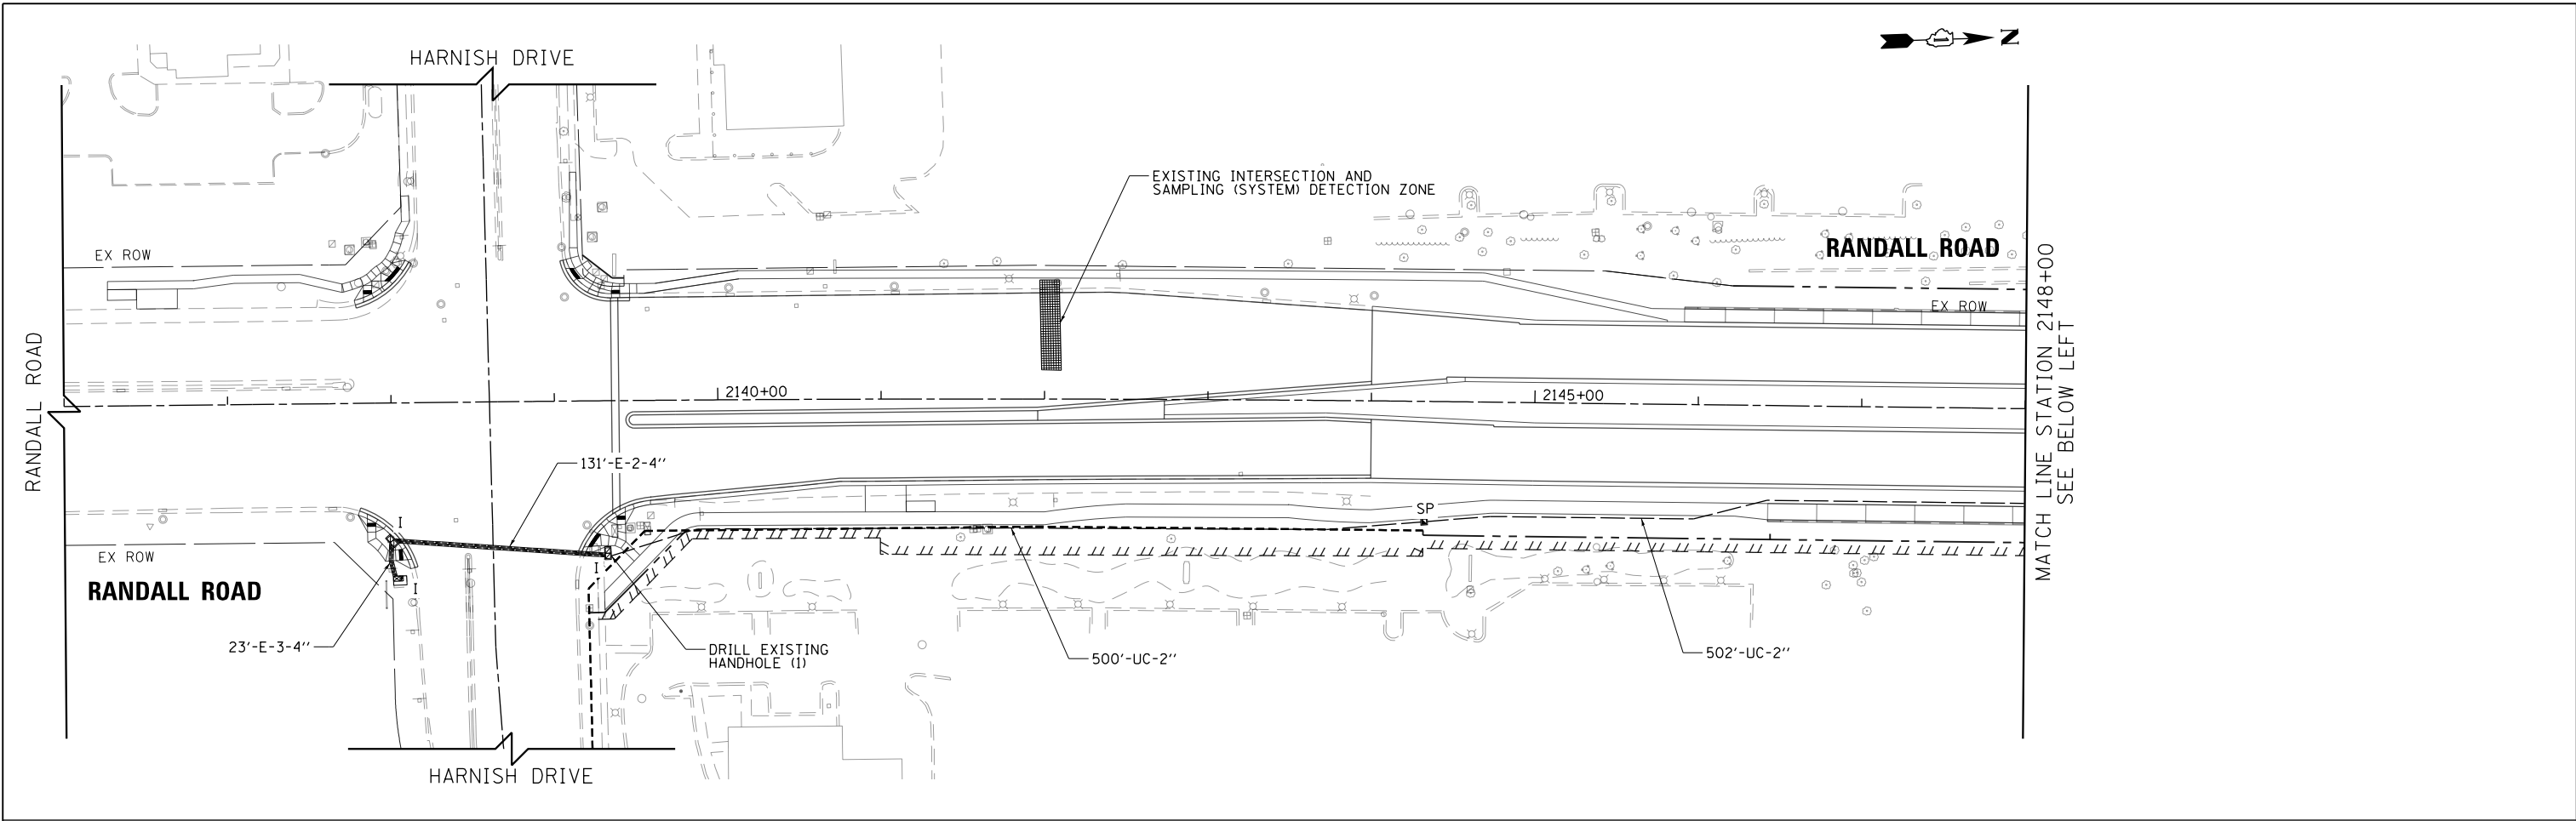 HARNISH DRIVE
N
EXISTING INTERSECTION AND
SAMPLING (SYSTEM) DETECTION ZONE
EX ROW
RANDALL ROAD
EX ROW
RANDALL ROAD
2140+00
2145+00
MATCH LINE STATION 2148+00
SEE BELOW LEFT
131'-E-2-4''
SP
I
I
I
EX ROW
RANDALL ROAD
23'-E-3-4''
DRILL EXISTING
HANDHOLE (1)
500'-UC-2''
502'-UC-2''
HARNISH DRIVE